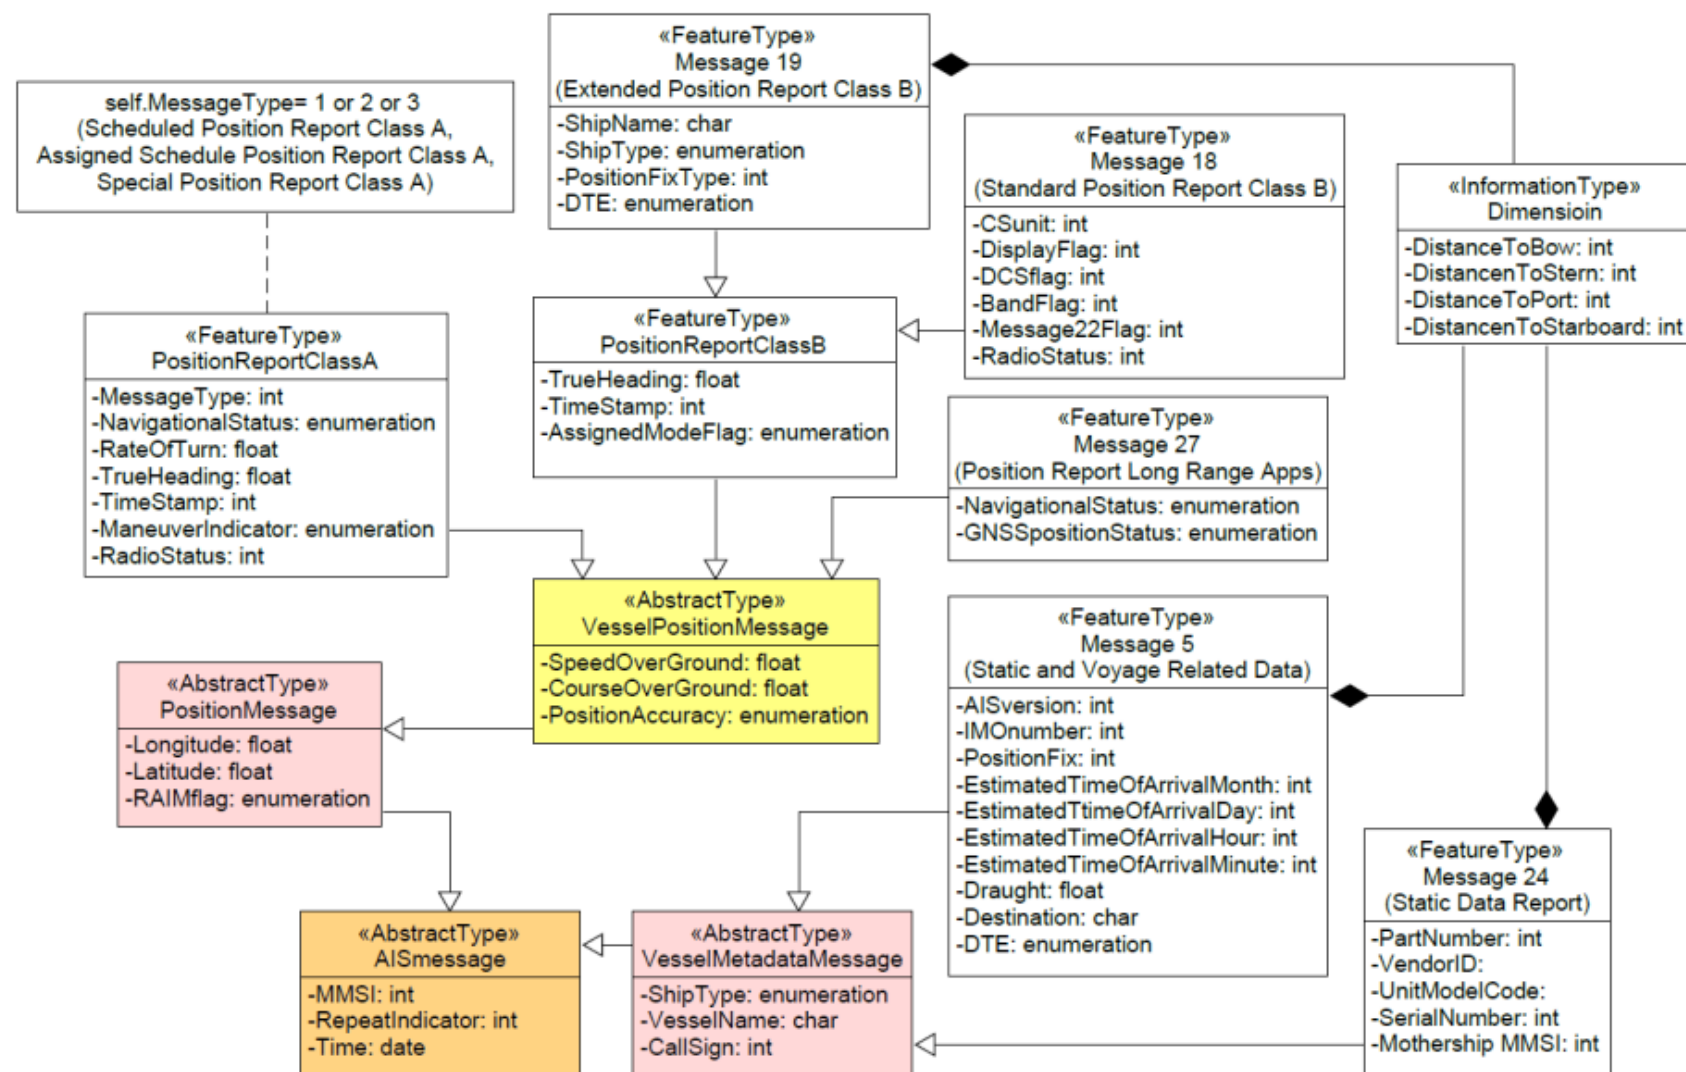 «FeatureType»
Message 19
(Extended Position Report Class B)
-ShipName: char
-ShipType: enumeration
-PositionFixType: int
-DTE: enumeration
self.MessageType= 1 or 2 or 3
(Scheduled Position Report Class A,
Assigned Schedule Position Report Class A,
Special Position Report Class A)
«FeatureType»
Message 18
(Standard Position Report Class B)
-CSunit: int
-DisplayFlag: int
-DCSflag: int
-BandFlag: int
-Message22Flag: int
-RadioStatus: int
«InformationType»
Dimensioin
-DistanceToBow: int
-DistancenToStern: int
-DistanceToPort: int
-DistancenToStarboard: int
«FeatureType»
PositionReportClassA
-MessageType: int
-NavigationalStatus: enumeration
-RateOfTurn: float
-TrueHeading: float
-TimeStamp: int
-ManeuverIndicator: enumeration
-RadioStatus: int
«FeatureType»
PositionReportClassB
-TrueHeading: float
-TimeStamp: int
-AssignedModeFlag: enumeration
«FeatureType»
Message 27
(Position Report Long Range Apps)
-NavigationalStatus: enumeration
-GNSSpositionStatus: enumeration
«AbstractType»
VesselPositionMessage
-SpeedOverGround: float
-CourseOverGround: float
-PositionAccuracy: enumeration
«FeatureType»
Message 5
(Static and Voyage Related Data)
-AISversion: int
-IMOnumber: int
-PositionFix: int
-EstimatedTimeOfArrivalMonth: int
-EstimatedTtimeOfArrivalDay: int
-EstimatedTimeOfArrivalHour: int
-EstimatedTimeOfArrivalMinute: int
-Draught: float
-Destination: char
-DTE: enumeration
«AbstractType»
PositionMessage
-Longitude: float
-Latitude: float
-RAIMflag: enumeration
«FeatureType»
Message 24
(Static Data Report)
-PartNumber: int
-VendorID:
-UnitModelCode:
-SerialNumber: int
-Mothership MMSI: int
«AbstractType»
AISmessage
-MMSI: int
-RepeatIndicator: int
-Time: date
«AbstractType»
VesselMetadataMessage
-ShipType: enumeration
-VesselName: char
-CallSign: int